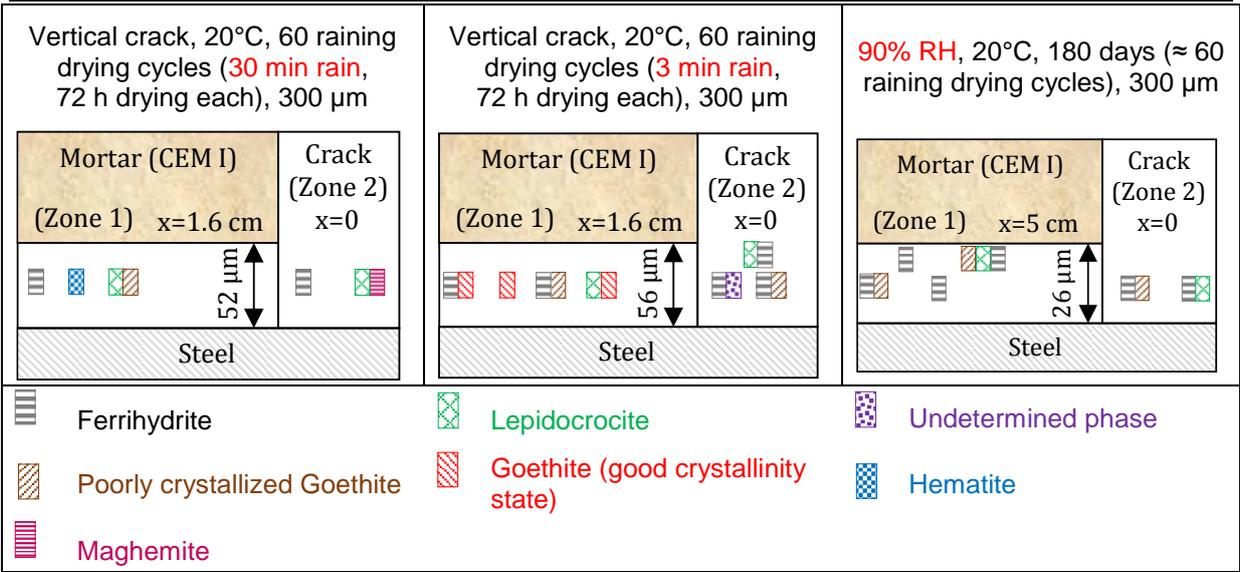 Vertical crack, 20°C, 60 raining
drying cycles (30 min rain,
72 h drying each), 300 µm
Mortar (CEM I)
(Zone 1) x=1.6 cm
Crack
(Zone 2)
x=0
52 µm
Steel
Vertical crack, 20°C, 60 raining
drying cycles (3 min rain,
72 h drying each), 300 µm
Mortar (CEM I)
(Zone 1) x=1.6 cm
Crack
(Zone 2)
x=0
56 µm
Steel
90% RH, 20°C, 180 days (≈ 60
raining drying cycles), 300 µm
Mortar (CEM I)
(Zone 1) x=5 cm
Crack
(Zone 2)
x=0
26 µm
Steel
Ferrihydrite
Lepidocrocite
Undetermined phase
Poorly crystallized Goethite
Goethite (good crystallinity
state)
Hematite
Maghemite